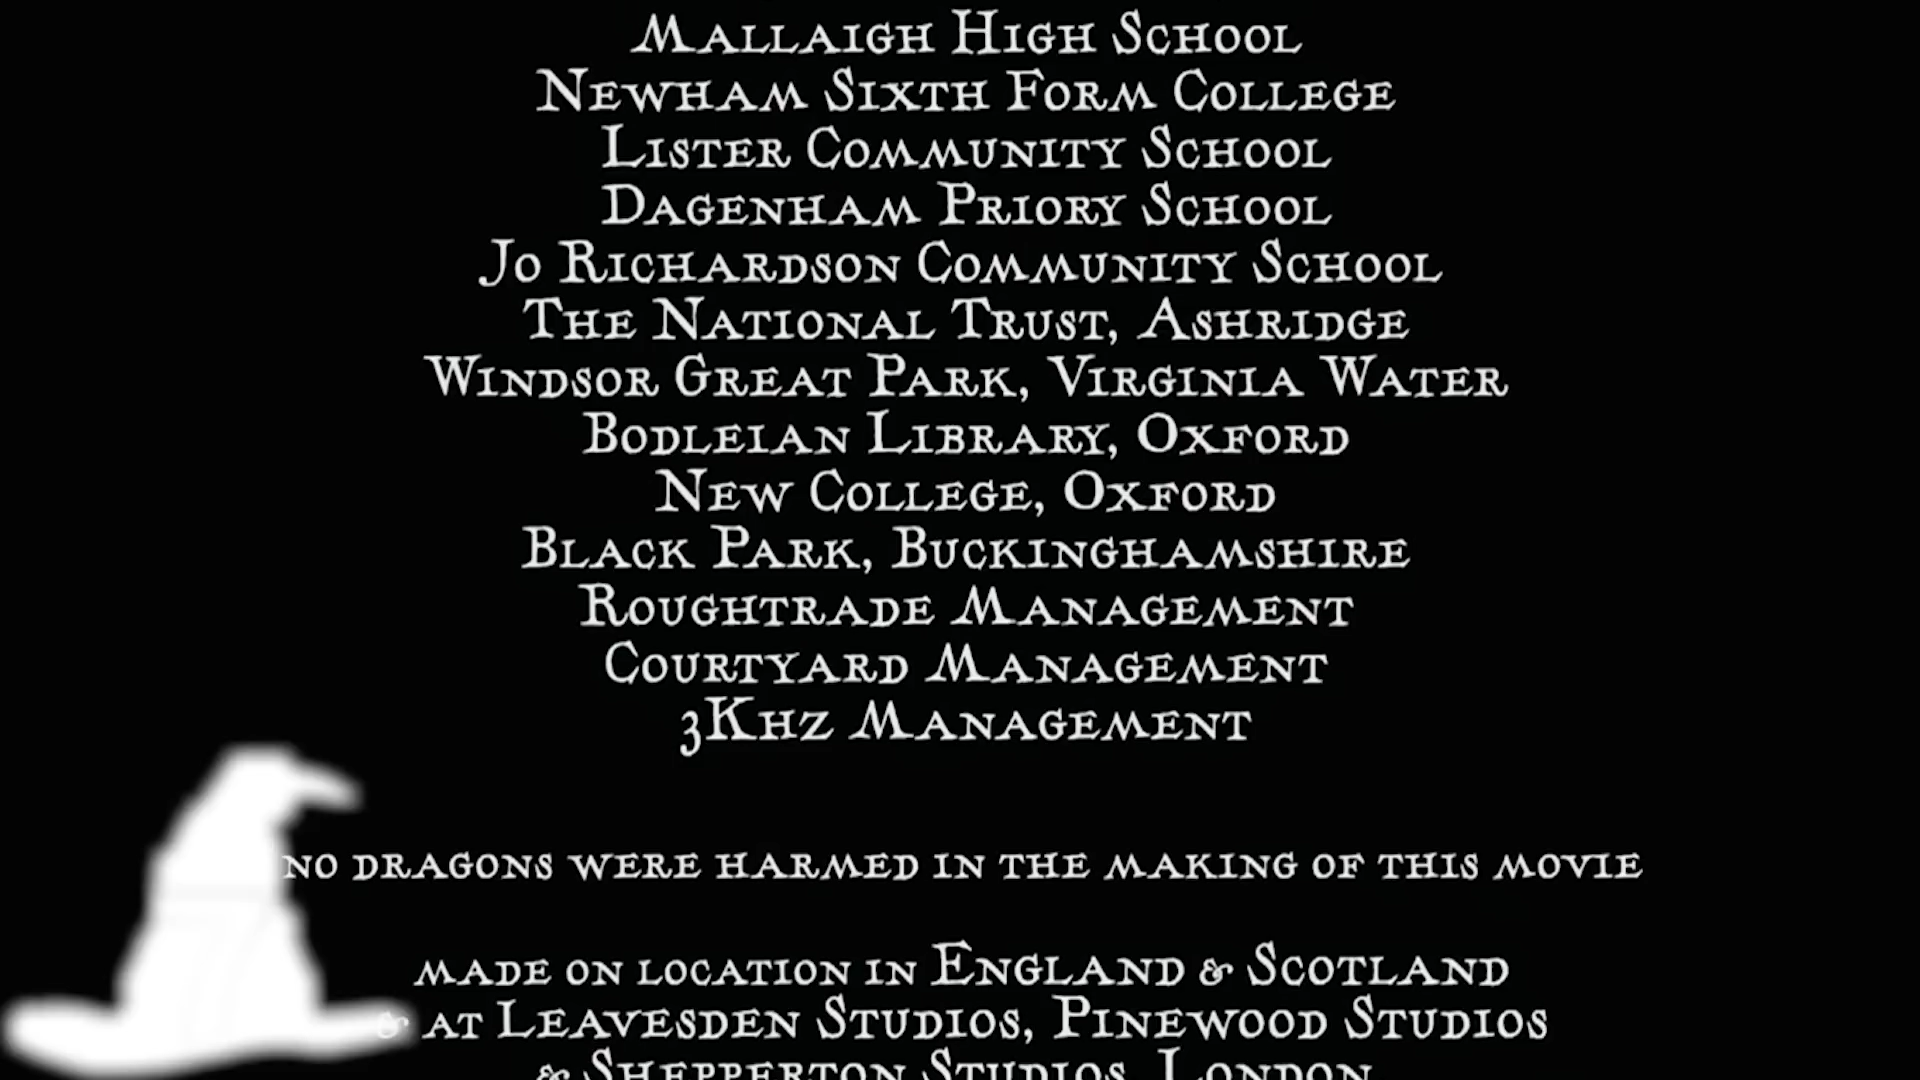 Mallaigh High School
Newham Sixth Form College
Lister Community School
Dagenham Priory School
Jo Richardson Community School
The National Trust, Ashridge
Windsor Great Park, Virginia Water
Bodleian Library, Oxford
New College, Oxford
Black Park, Buckinghamshire
Roughtrade Management
Courtyard Management
3Khz Management
no dragons were harmed in the making of this movie
made on location in England & Scotland
& at Leavesden Studios, Pinewood Studios
& Shepperton Studios, London